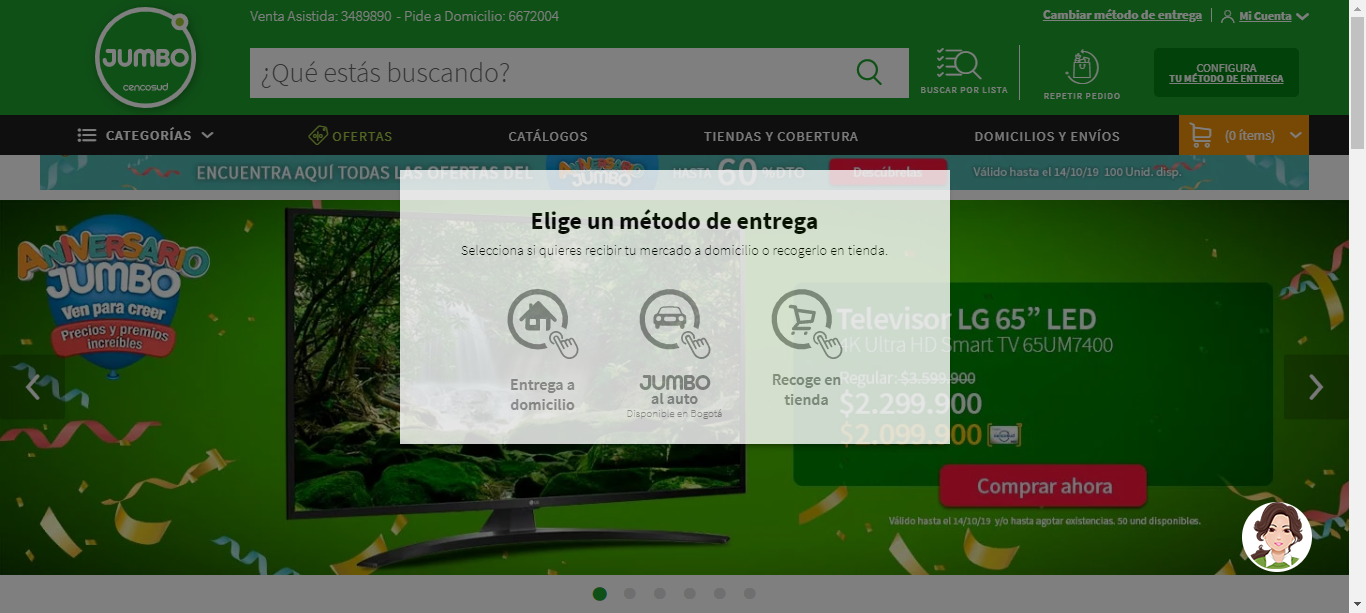 Venta Asistida: 3489890 - Pide a Domicilio: 6672004
Cambiar método de entrega
Mi Cuenta
JUMBO
cencosud
¿Qué estás buscando?
BUSCAR POR LISTA
REPETIR PEDIDO
CONFIGURA
TU MÉTODO DE ENTREGA
CATEGORÍAS
OFERTAS
CATÁLOGOS
TIENDAS Y COBERTURA
DOMICILIOS Y ENVÍOS
(0 ítems)
ENCUENTRA AQUÍ TODAS LAS OFERTAS DEL
ANIVERSARIO
JUMBO
HASTA 60 %DTO
Descúbrelas
Válido hasta el 14/10/19 100 Unid. disp.
Elige un método de entrega
Selecciona si quieres recibir tu mercado a domicilio o recogerlo en tienda.
Entrega a
domicilio
JUMBO
al auto
Disponible en Bogotá
Recoge en
tienda
ANIVERSARIO
JUMBO
Ven para creer
Precios y premios
increíbles
Televisor LG 65” LED
4K Ultra HD Smart TV 65UM7400
Regular: $3.599.900
$2.299.900
$2.099.900
Comprar ahora
Válido hasta el 14/10/19 y/o hasta agotar existencias. 50 und disponibles.
LG